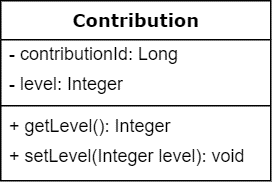 Contribution
- contributionId: Long
- level: Integer
+ getLevel(): Integer
+ setLevel(Integer level): void